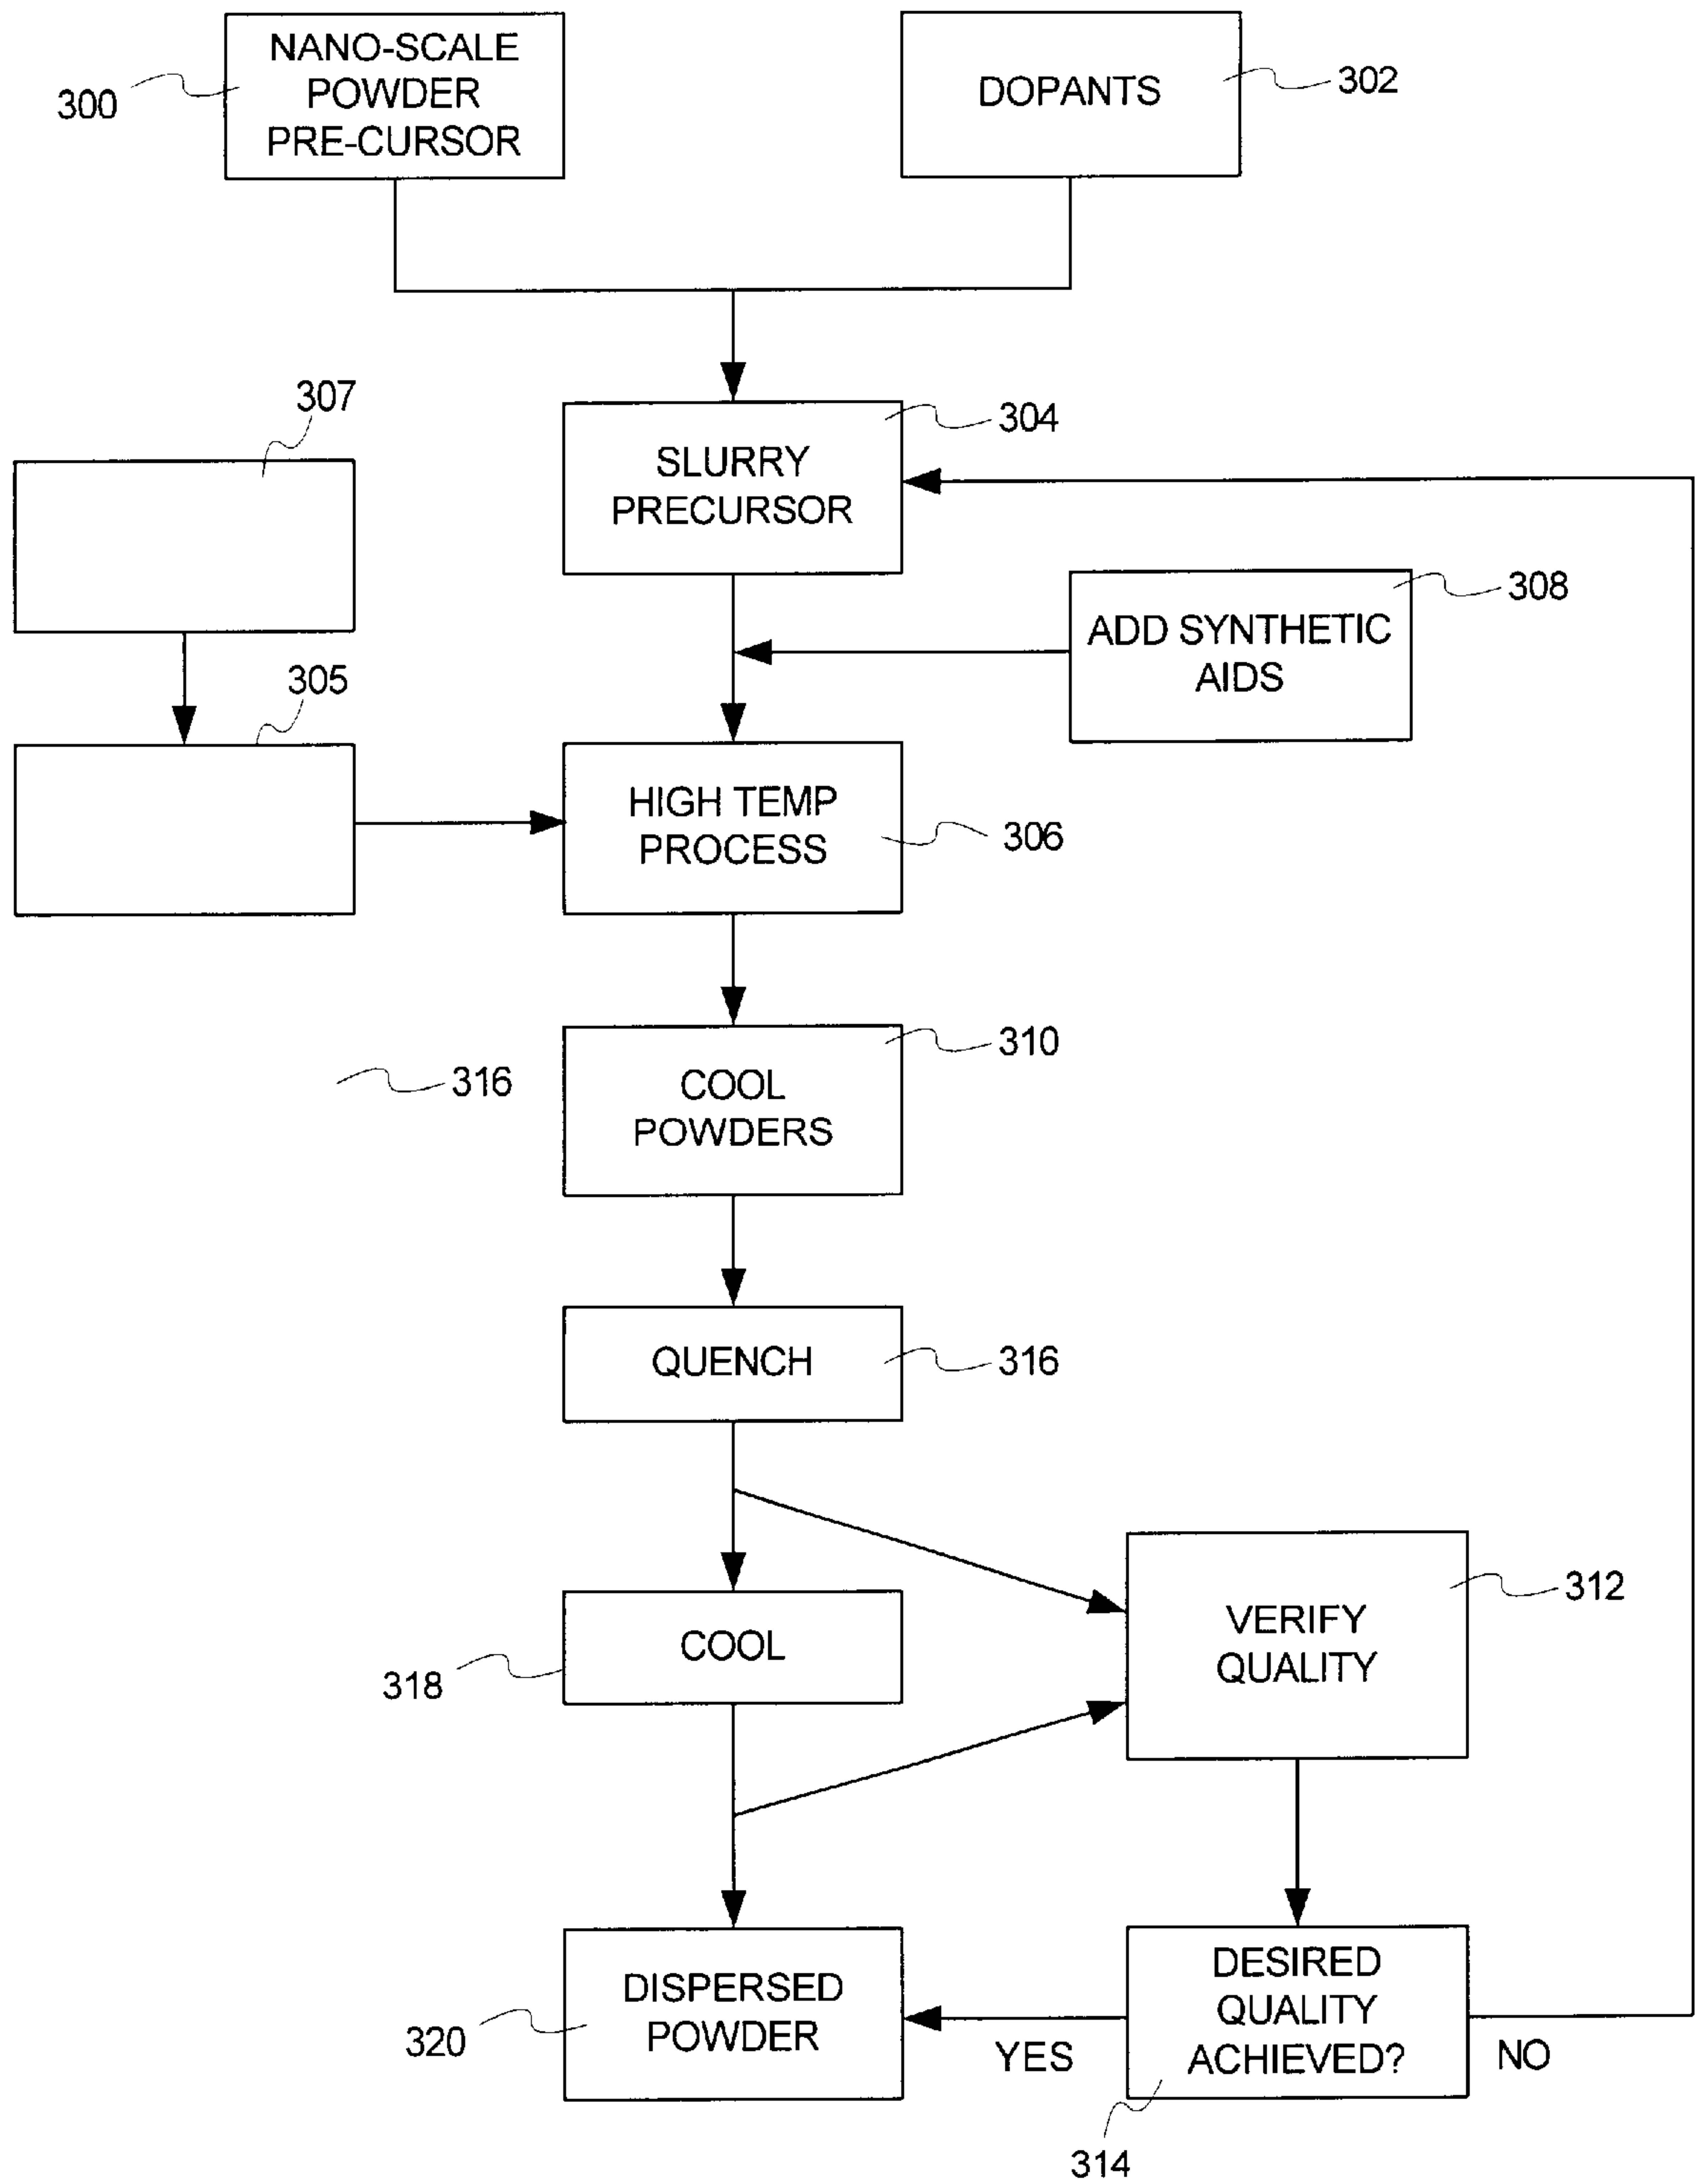 NANO-SCALE
POWDER
PRE-CURSOR
300
DOPANTS
302
307
SLURRY
PRECURSOR
304
308
ADD SYNTHETIC
AIDS
305
HIGH TEMP
PROCESS
306
316
COOL
POWDERS
310
QUENCH
316
COOL
318
VERIFY
QUALITY
312
DISPERSED
POWDER
320
YES
DESIRED
QUALITY
ACHIEVED?
NO
314